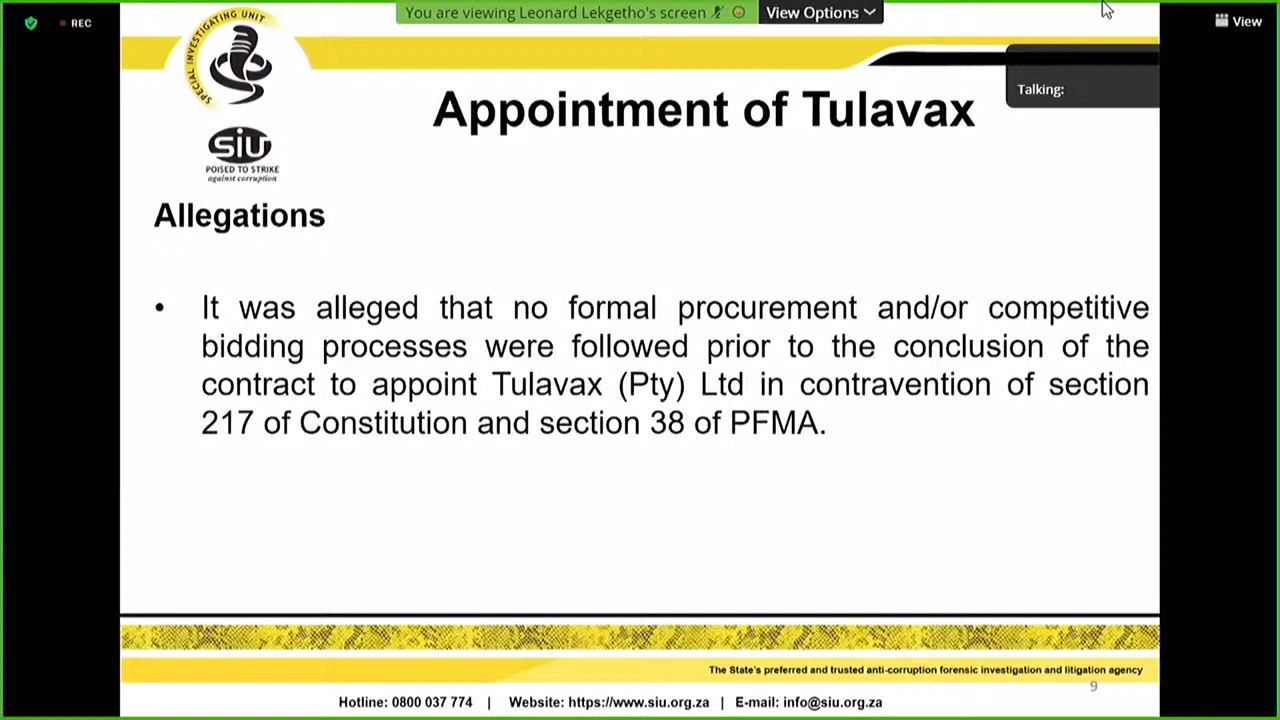 REC
You are viewing Leonard Lekgetho's screen
View Options
View
SPECIAL INVESTIGATING UNIT
Talking:
Appointment of Tulavax
SIU
POISED TO STRIKE
against corruption
Allegations
• It was alleged that no formal procurement and/or competitive
bidding processes were followed prior to the conclusion of the
contract to appoint Tulavax (Pty) Ltd in contravention of section
217 of Constitution and section 38 of PFMA.
The State's preferred and trusted anti-corruption forensic investigation and litigation agency
9
Hotline: 0800 037 774 | Website: https://www.siu.org.za | E-mail: info@siu.org.za